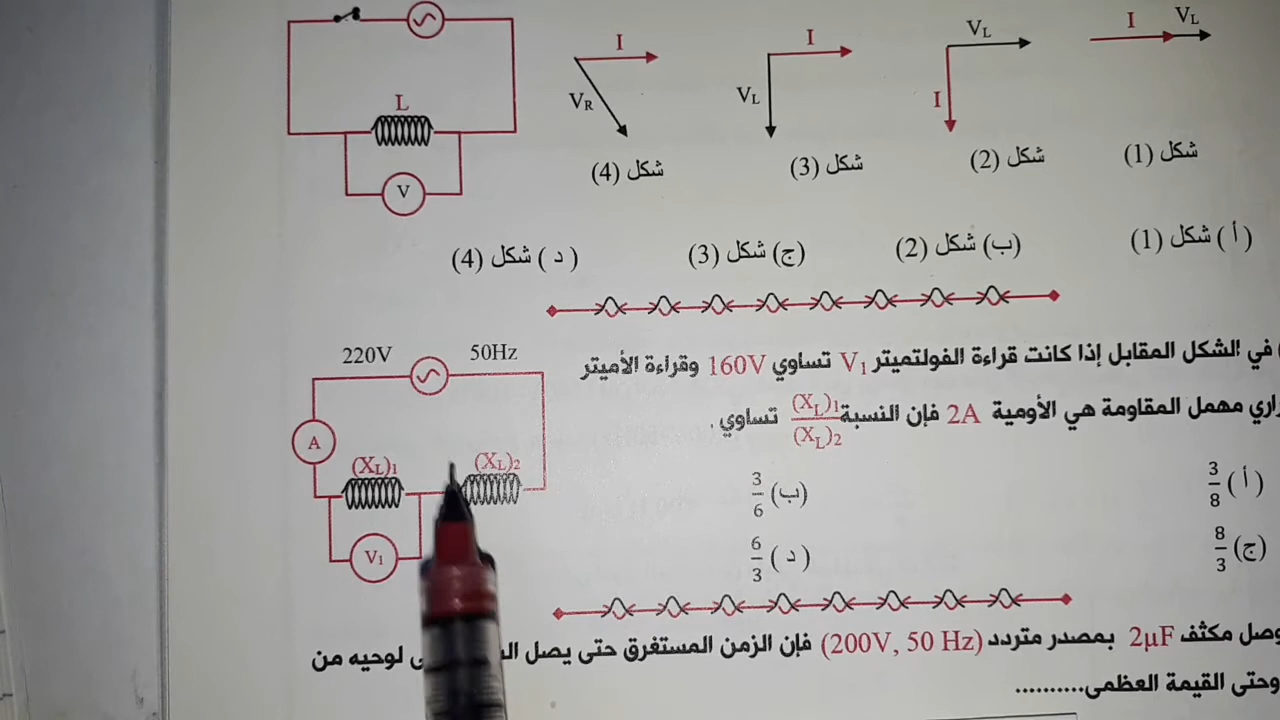 I VL
VL I
I VL
I VR
L
V
شكل (1) شكل (2) شكل (3) شكل (4)
(أ) شكل (1) (ب) شكل (2) (ج) شكل (3) (د) شكل (4)
في الشكل المقابل إذا كانت قراءة الفولتميتر V₁ تساوي 160V وقراءة الأميتر
2A فإن النسبة (XL)₁/(XL)₂ تساوي .
مهمل المقاومة هي الأومية
(أ) 3/8 (ب) 3/6
(ج) 8/3 (د) 6/3
220V 50Hz
A
(XL)₁ (XL)₂
V₁
مكثف 2μF بمصدر متردد (200V, 50 Hz) فإن الزمن المستغرق حتى يصل لوحيه من
وحتى القيمة العظمى..........